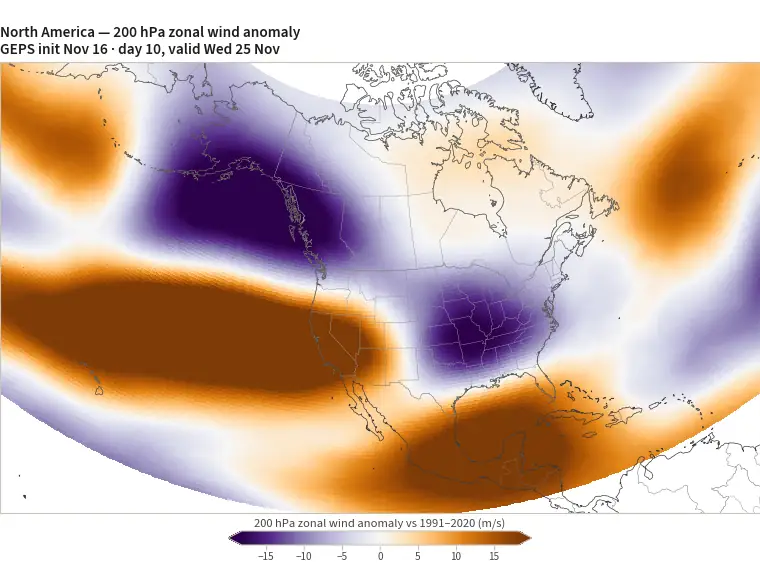 North America — 200 hPa zonal wind anomaly
GEPS init Nov 16 · day 10, valid Wed 25 Nov
200 hPa zonal wind anomaly vs 1991–2020 (m/s)
−15 −10 −5 0 5 10 15